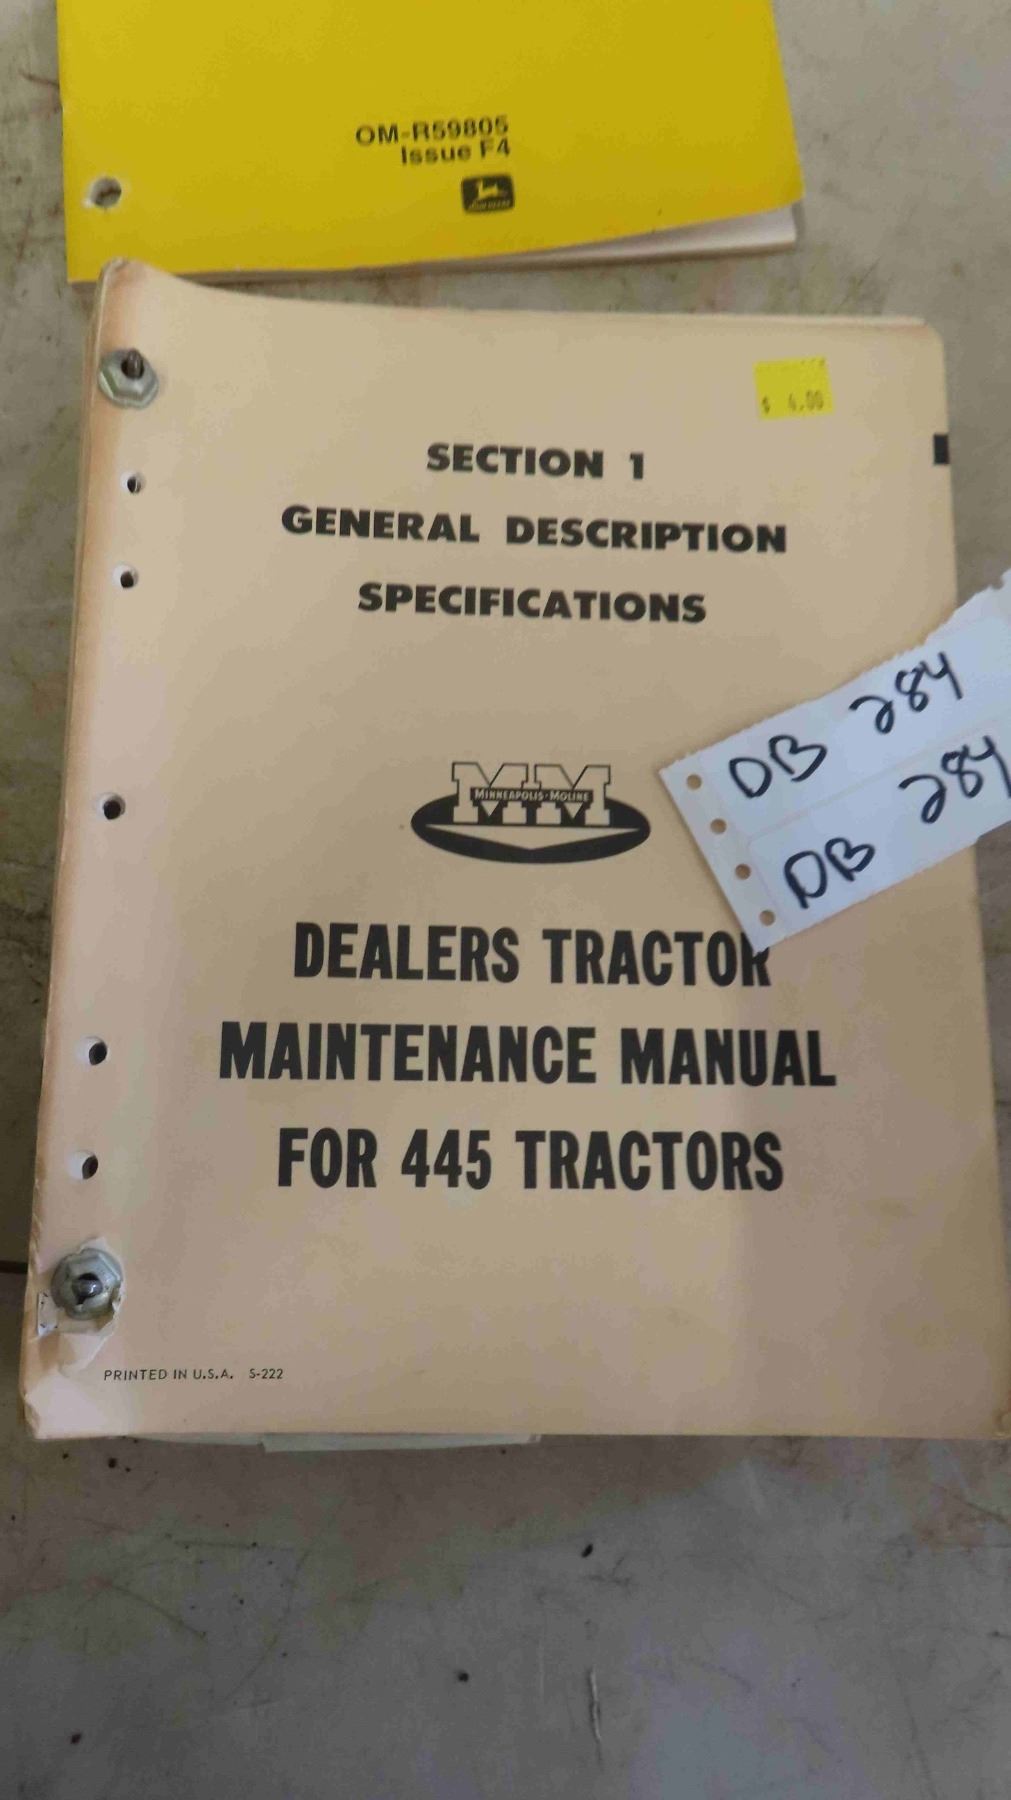 OM-R59805
Issue F4
$ 4.00
SECTION 1
GENERAL DESCRIPTION
SPECIFICATIONS
DB 284
DB 284
MM
MINNEAPOLIS-MOLINE
DEALERS TRACTOR
MAINTENANCE MANUAL
FOR 445 TRACTORS
PRINTED IN U.S.A. S-222